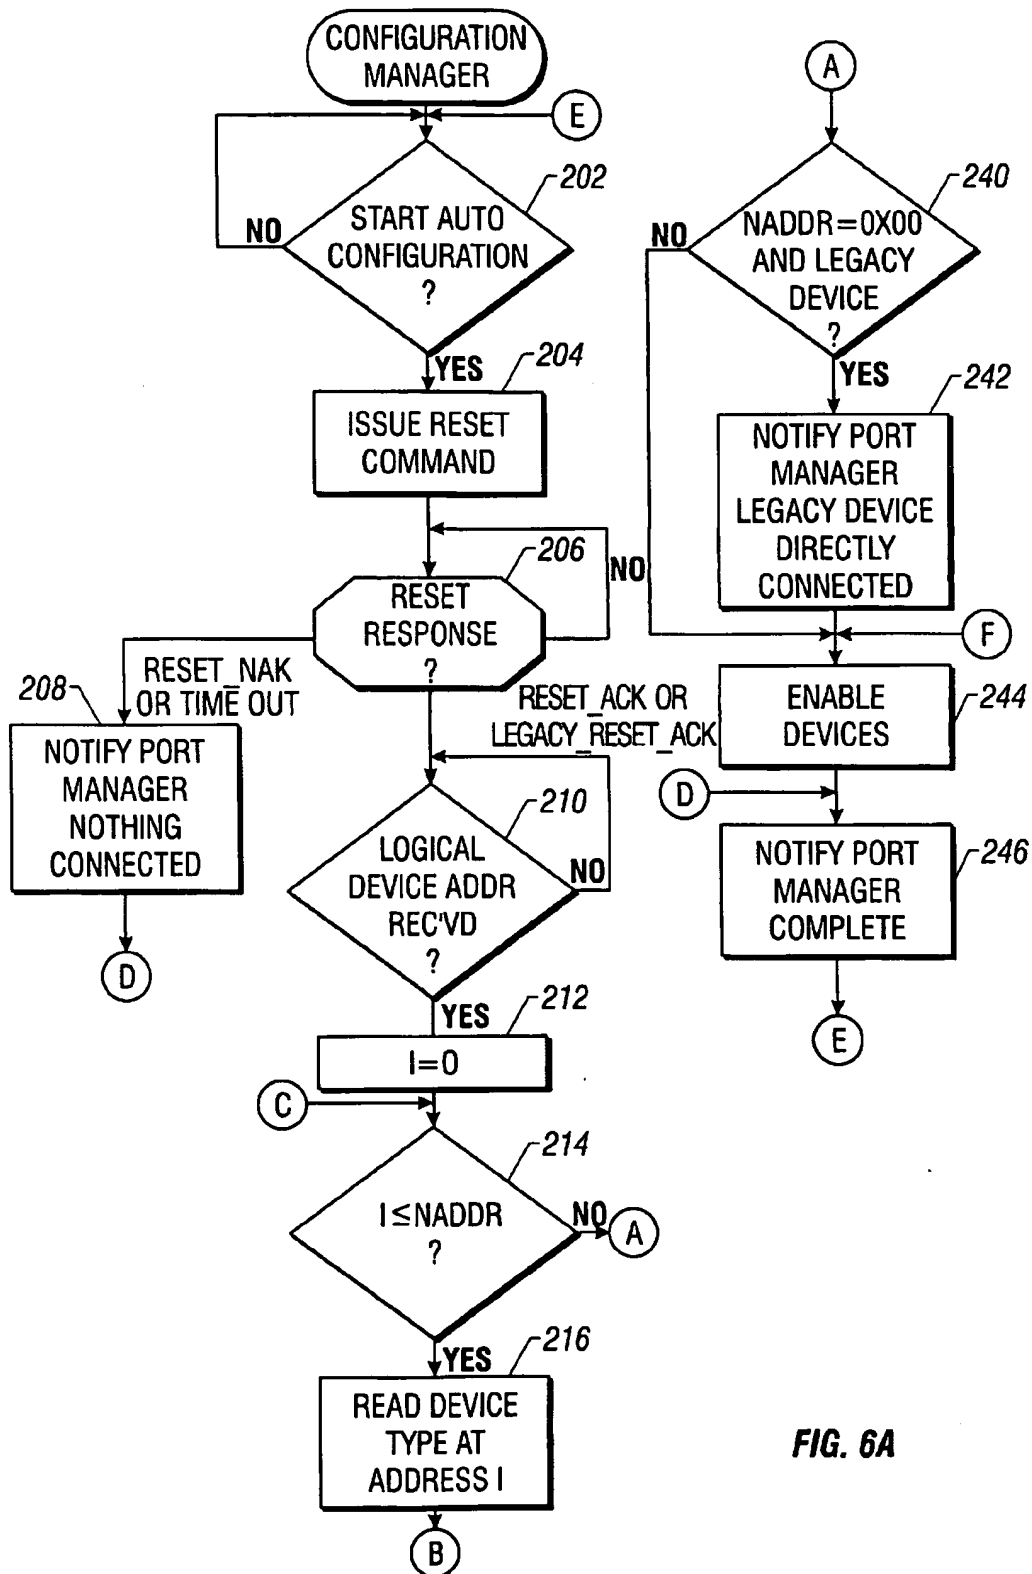 CONFIGURATION
MANAGER
E
202
START AUTO
CONFIGURATION
?
NO
YES
204
ISSUE RESET
COMMAND
206
RESET
RESPONSE
?
NO
RESET_NAK
OR TIME OUT
208
NOTIFY PORT
MANAGER
NOTHING
CONNECTED
D
RESET_ACK OR
LEGACY_RESET_ACK
210
LOGICAL
DEVICE ADDR
REC'VD
?
NO
YES
212
I=0
C
214
I≤NADDR
?
NO
A
YES
216
READ DEVICE
TYPE AT
ADDRESS I
B
A
240
NADDR=0X00
AND LEGACY
DEVICE
?
NO
YES
242
NOTIFY PORT
MANAGER
LEGACY DEVICE
DIRECTLY
CONNECTED
F
ENABLE
DEVICES
244
D
NOTIFY PORT
MANAGER
COMPLETE
246
E
FIG. 6A